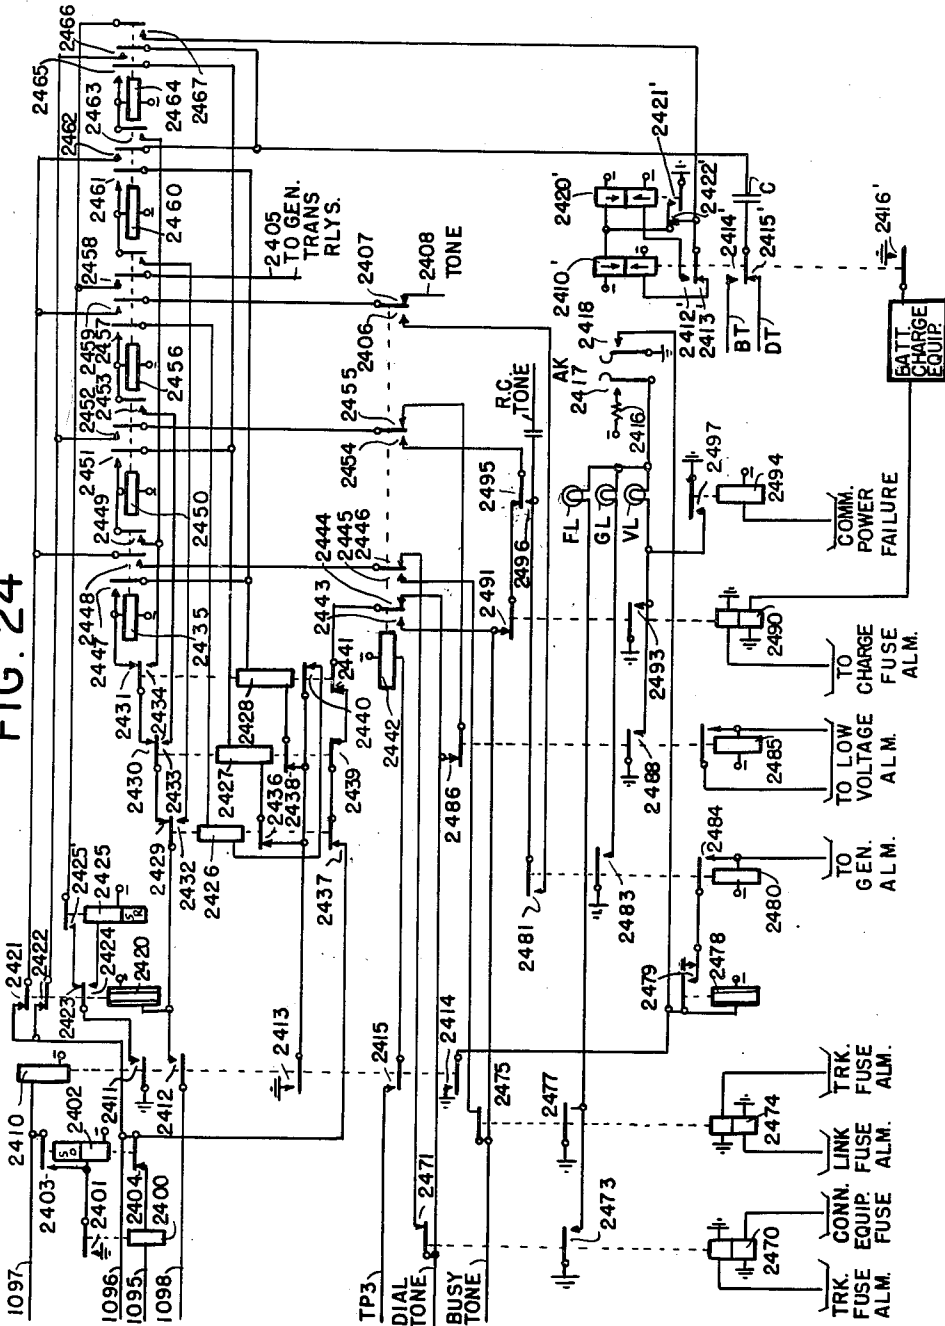 FIG. 24
2466
2465
2463
2464
2467
2462
2461
2460
2458
2459
2457
2456
2453
2452
2451
2449
2450
2448
2447
2435
2431
2434
2430
2433
2429
2432
2428
2427
2426
2441
2440
2442
2436
2438
2439
2437
2443
2444
2445
2446
2405
TO GEN.
TRANS
RLYS.
2407
2408
TONE
2406
2455
2454
2421
2422
2423
2424
2425'
2425
SR
2420
2410
2403
2402
SO
2411
2412
2401
2404
2400
2413
2415
2414
1097
1096
1095
1098
TP3
DIAL
TONE
BUSY
TONE
2471
2475
2477
2473
2481
2483
2486
2488
2491
2493
2495
2496
R.C.
TONE
FL
GL
VL
AK
2417
2416
2418
2410'
2420'
2421'
2422'
2412'
2413'
2414'
2415'
C
BT
DT
2416'
BATT.
CHARGE
EQUIP.
2497
2494
2490
2485
2484
2480
2479
2478
2474
2470
COMM.
POWER
FAILURE
TO
CHARGE
FUSE
ALM.
TO LOW
VOLTAGE
ALM.
TO
GEN.
ALM.
TRK.
FUSE
ALM.
LINK
FUSE
ALM.
CONN.
EQUIP.
FUSE
TRK.
FUSE
ALM.